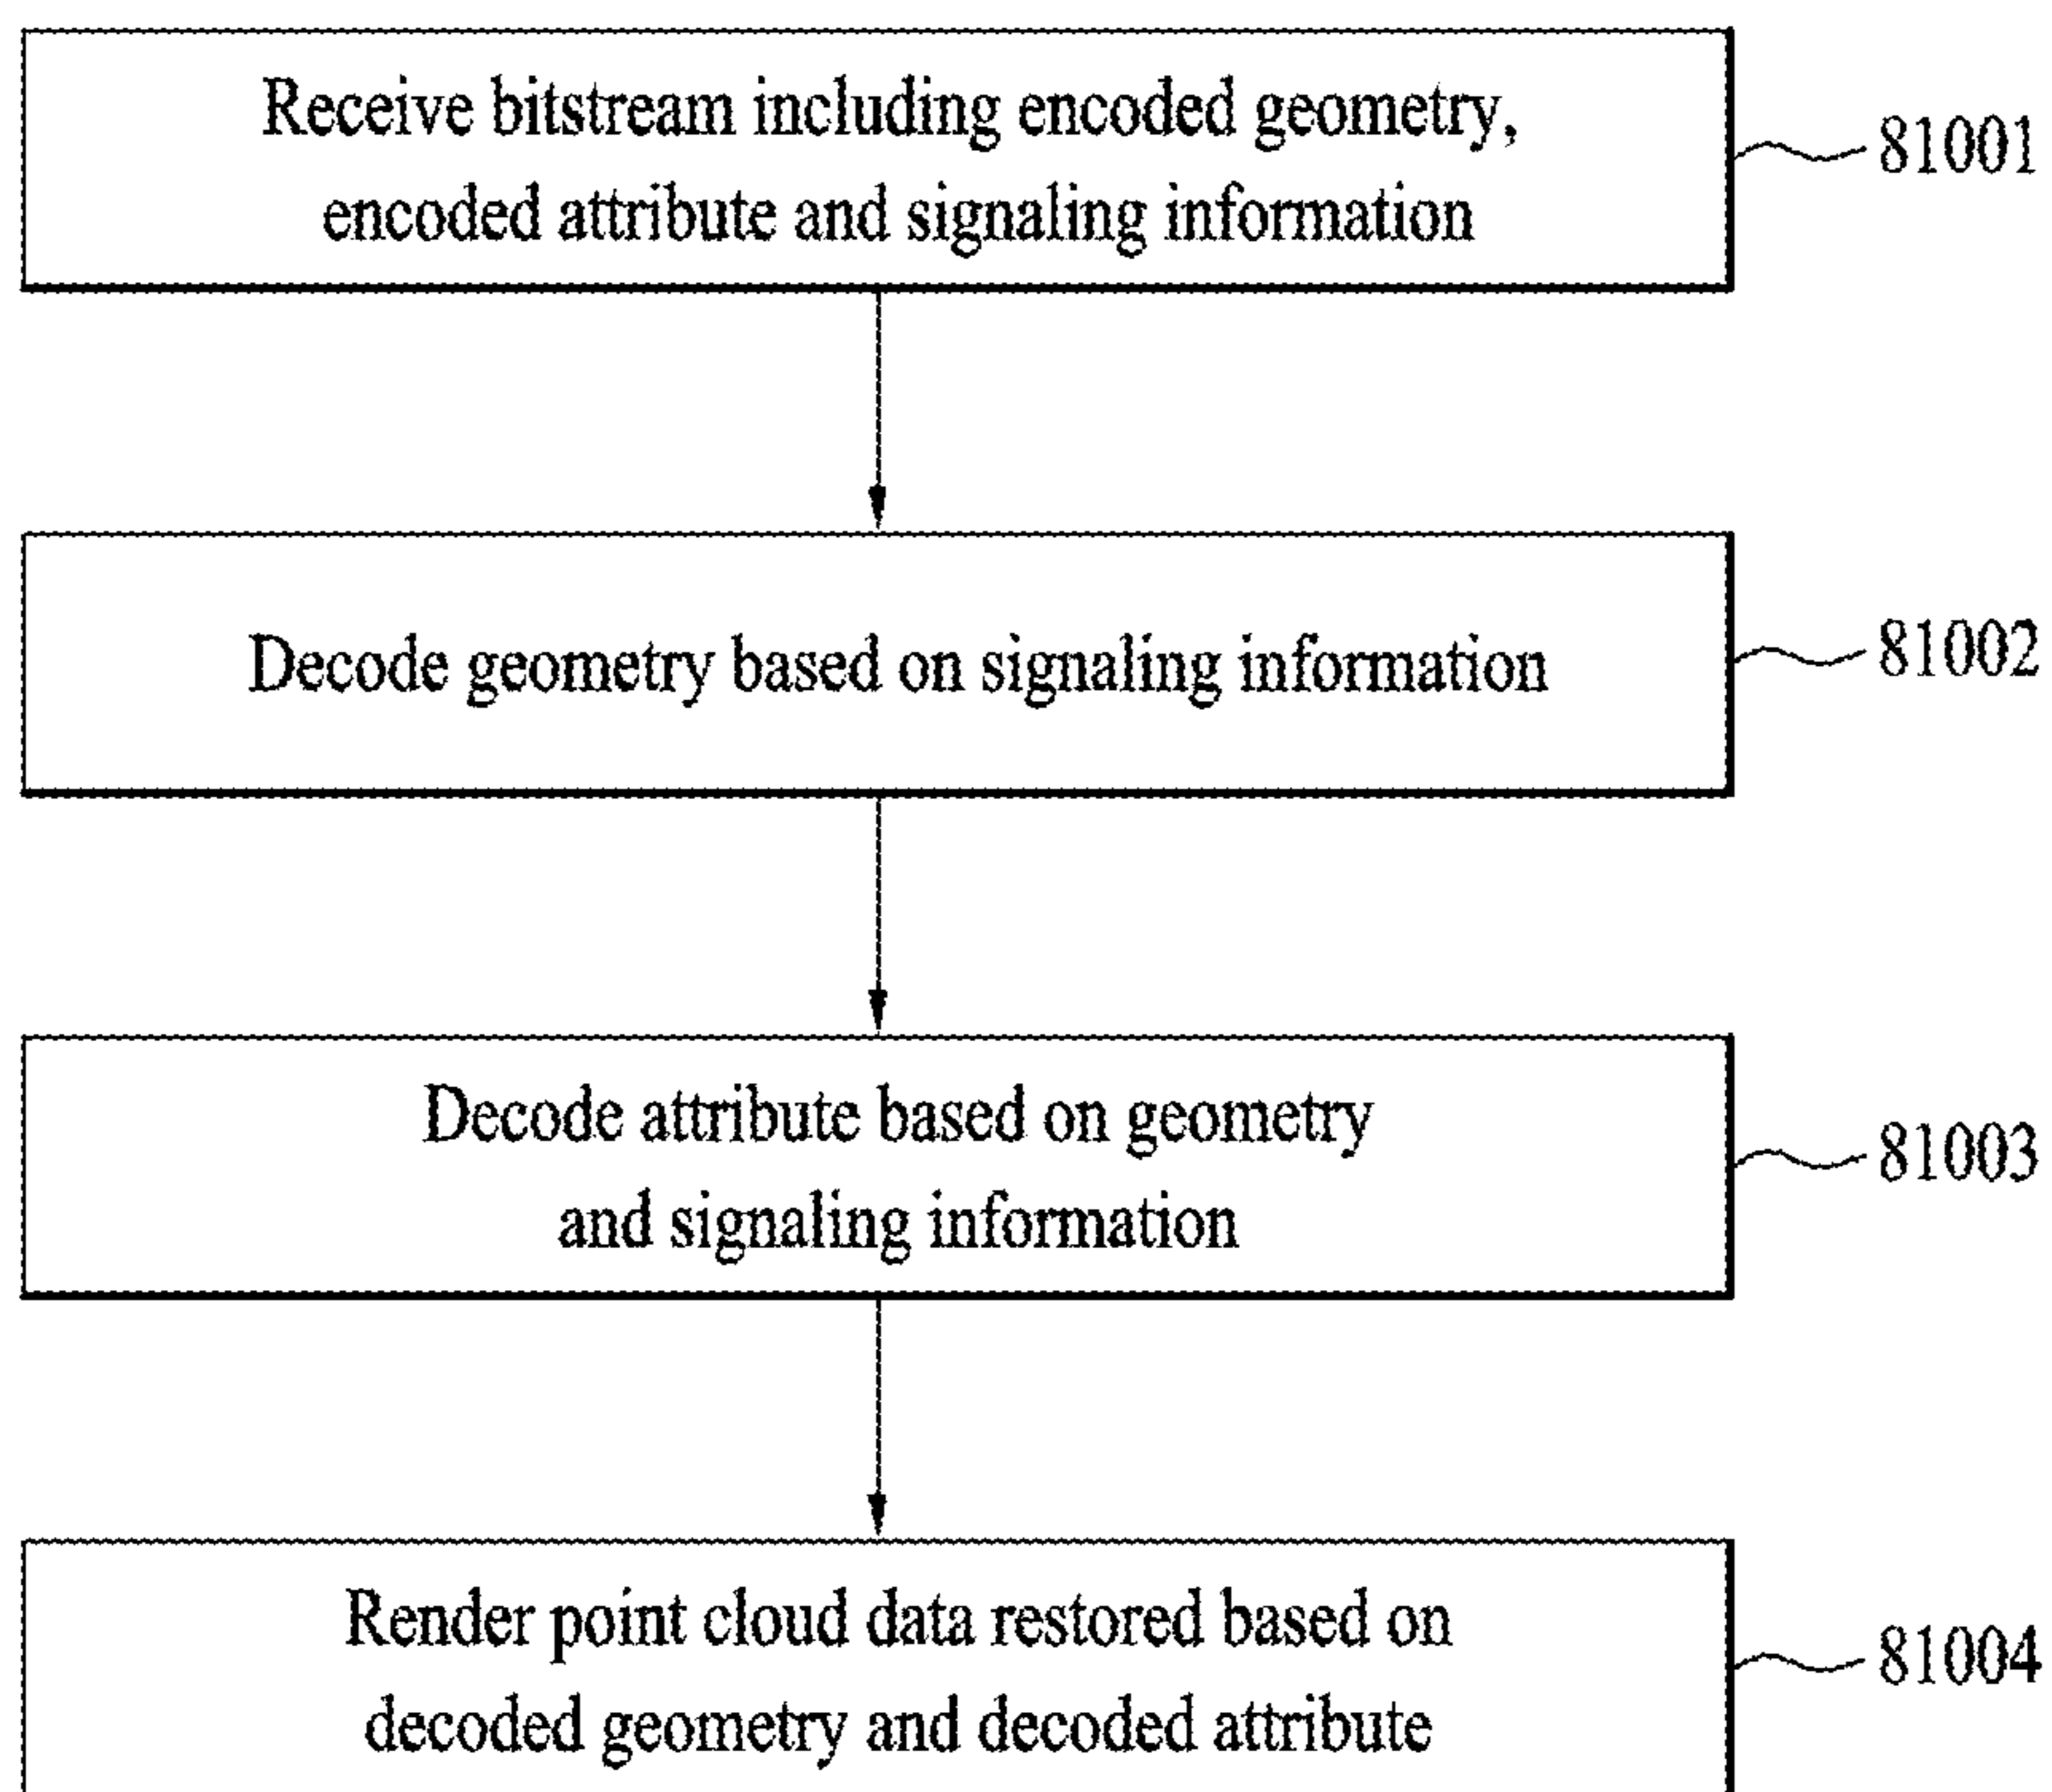 Receive bitstream including encoded geometry,
encoded attribute and signaling information
81001
Decode geometry based on signaling information
81002
Decode attribute based on geometry
and signaling information
81003
Render point cloud data restored based on
decoded geometry and decoded attribute
81004